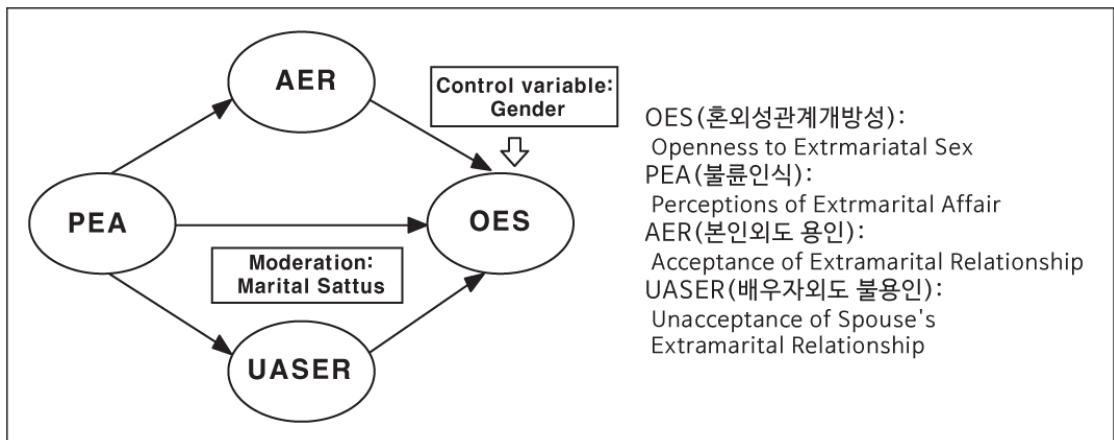 AER
Control variable:
Gender
PEA
OES
Moderation:
Marital Sattus
UASER
OES(혼외성관계개방성):
Openness to Extrmariatal Sex
PEA(불륜인식):
Perceptions of Extrmarital Affair
AER(본인외도 용인):
Acceptance of Extramarital Relationship
UASER(배우자외도 불용인):
Unacceptance of Spouse's
Extramarital Relationship